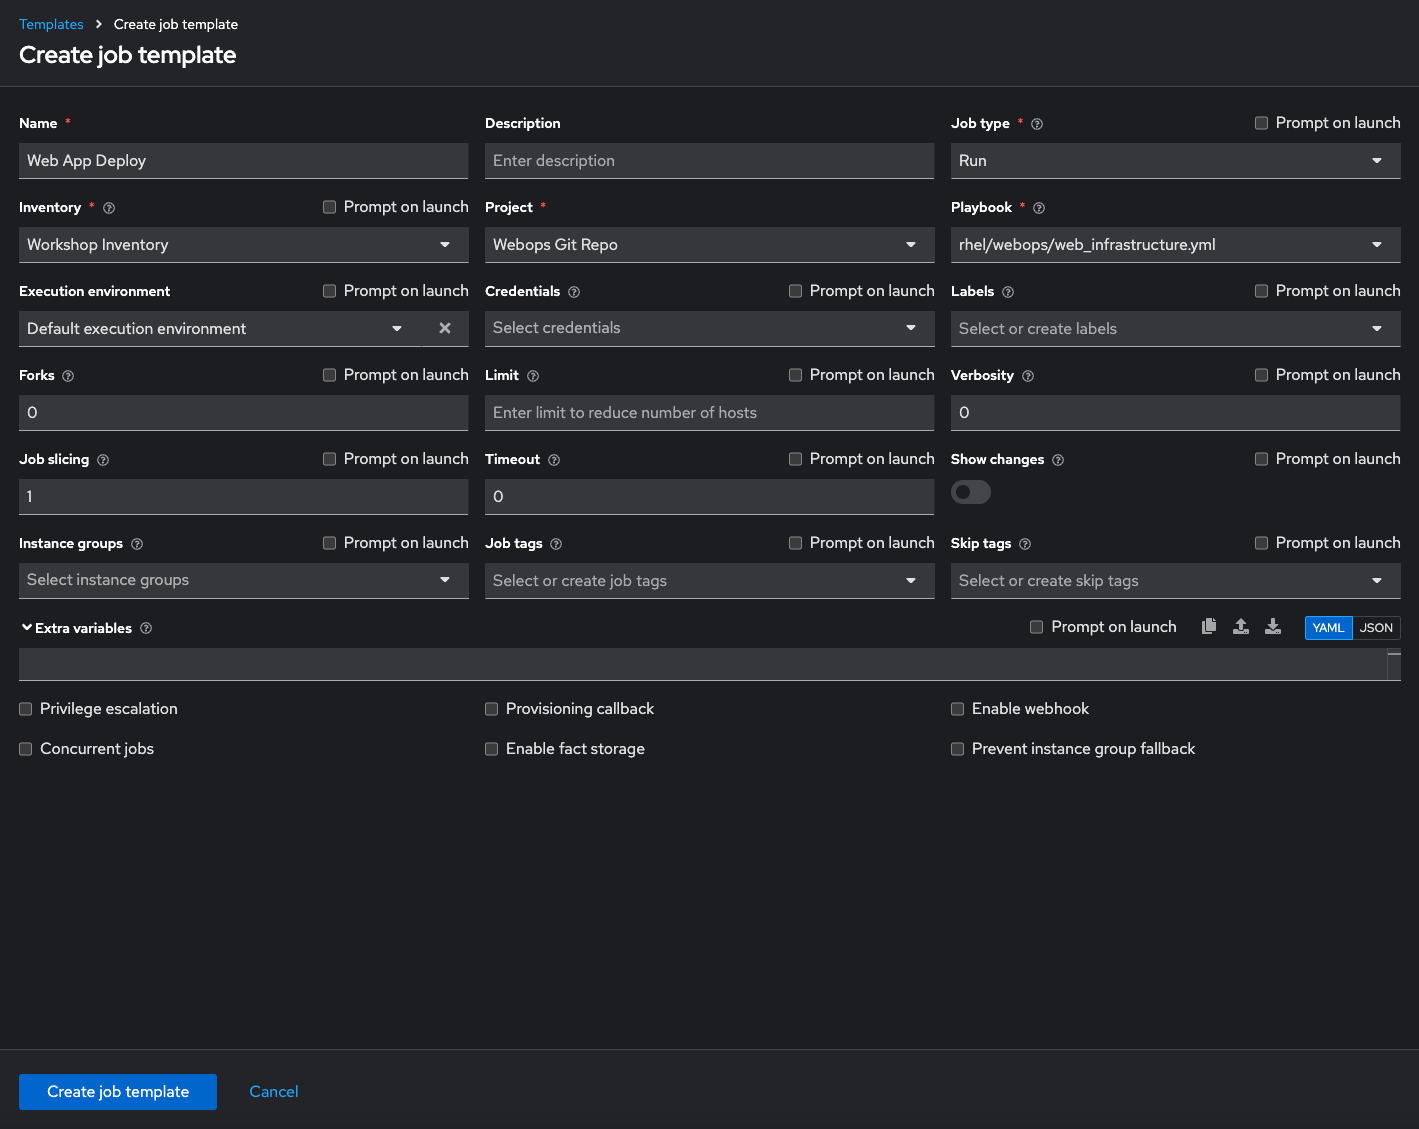 Templates > Create job template
Create job template
Name *
Description
Job type * Prompt on launch
Web App Deploy
Enter description
Run
Inventory * Prompt on launch
Project *
Playbook *
Workshop Inventory
Webops Git Repo
rhel/webops/web_infrastructure.yml
Execution environment Prompt on launch
Credentials Prompt on launch
Labels Prompt on launch
Default execution environment
Select credentials
Select or create labels
Forks Prompt on launch
Limit Prompt on launch
Verbosity Prompt on launch
0
Enter limit to reduce number of hosts
0
Job slicing Prompt on launch
Timeout Prompt on launch
Show changes Prompt on launch
1
0
Instance groups Prompt on launch
Job tags Prompt on launch
Skip tags Prompt on launch
Select instance groups
Select or create job tags
Select or create skip tags
Extra variables Prompt on launch YAML JSON
Privilege escalation
Provisioning callback
Enable webhook
Concurrent jobs
Enable fact storage
Prevent instance group fallback
Create job template
Cancel